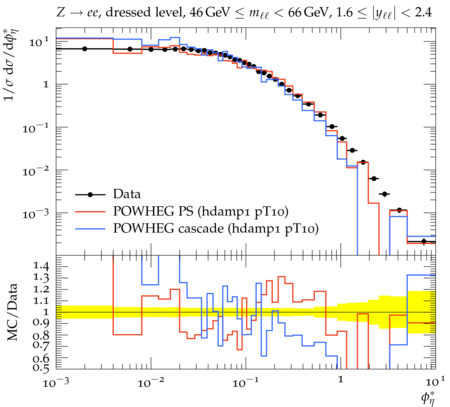 Z → ee, dressed level, 46 GeV ≤ mℓℓ < 66 GeV, 1.6 ≤ |yℓℓ| < 2.4
1/σ dσ/dϕ*η
10¹
1
10⁻¹
10⁻²
10⁻³
Data
POWHEG PS (hdamp1 pT10)
POWHEG cascade (hdamp1 pT10)
MC/Data
1.4
1.3
1.2
1.1
1
0.9
0.8
0.7
0.6
0.5
10⁻³ 10⁻² 10⁻¹ 1 10¹
ϕ*η